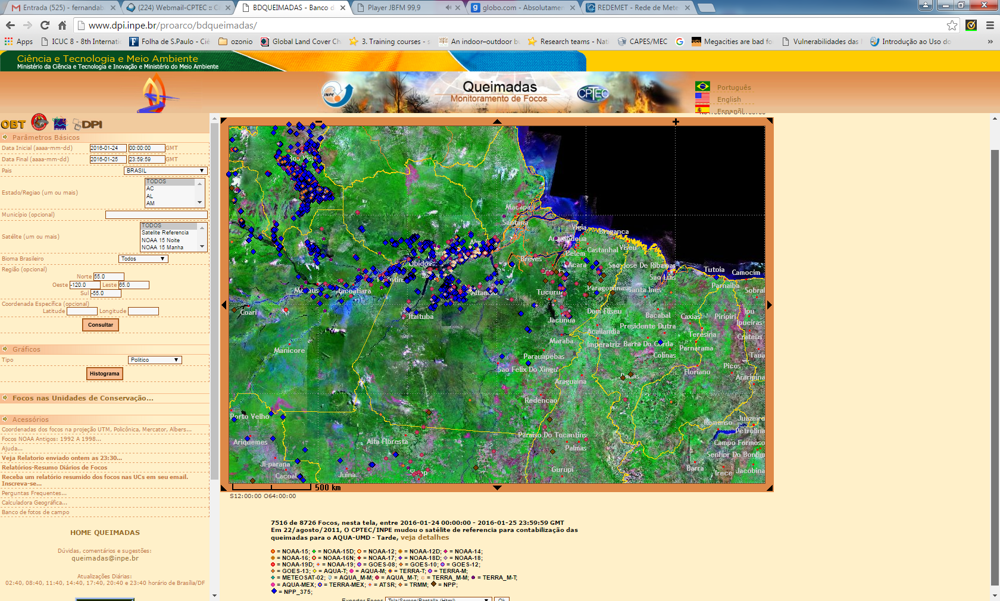 Entrada (525) - fernandab
(224) Webmail-CPTEC :: C
BDQUEIMADAS - Banco d
Player JBFM 99,9
globo.com - Absolutamen
REDEMET - Rede de Mete
www.dpi.inpe.br/proarco/bdqueimadas/
Apps
ICUC 8 - 8th Internati
Folha de S.Paulo - Ciê
ozonio
Global Land Cover Ch
3. Training courses - s
An indoor–outdoor bu
Research teams - Nati
CAPES/MEC
Megacities are bad fo
Vulnerabilidades das
Introdução ao Uso do
»
Ciência e Tecnologia e Meio Ambiente
Ministério da Ciência e Tecnologia e Inovação e Ministério do Meio Ambiente
INPE
Queimadas
Monitoramento de Focos
CPTEC
Português
English
Español
OBT
DPI
Parâmetros Básicos
Data Inicial (aaaa-mm-dd) 2016-01-24 00:00:00 GMT
Data Final (aaaa-mm-dd) 2016-01-25 23:59:59 GMT
Pais BRASIL
Estado/Regiao (um ou mais)
TODOS
AC
AL
AM
Município (opcional)
Satélite (um ou mais)
TODOS
Satelite Referencia
NOAA 15 Noite
NOAA 15 Manha
Bioma Brasileiro Todos
Região (opcional)
Norte 55.0
Oeste -120.0 Leste 65.0
Sul -55.0
Coordenada Específica (opcional)
Latitude Longitude
Consultar
Gráficos
Tipo Politico
Histograma
Focos nas Unidades de Conservação...
Acessórios
Coordenadas dos focos na projeção UTM, Policônica, Mercator, Albers...
Focos NOAA Antigos: 1992 A 1998...
Ajuda...
Veja Relatorio enviado ontem as 23:30...
Relatórios-Resumo Diários de Focos
Receba um relatório resumido dos focos nas UCs em seu email.
Inscreva-se...
Perguntas Frequentes...
Calculadora Geográfica...
Banco de fotos de campo
HOME QUEIMADAS
Dúvidas, comentários e sugestões:
queimadas@inpe.br
Atualizações Diárias:
02:40, 08:40, 11:40, 14:40, 17:40, 20:40 e 23:40 horário de Brasília/DF
Macapa
Santana
Vigia
Braganca
Belem
Castanhal
Viseu
Breves
Acara
Sao Jose De Ribamar
Sao Luis
Tutoia
Camocim
Parnaiba
Sobral
Obidos
Itacoatiara
Altami
Tucurui
Paragominas
Santa Ines
Coari
Itaituba
Jacunda
Dom Eliseu
Bacabal
Caxias
Piripiri
Ipu
Ipueiras
Acailandia
Presidente Dutra
Teresina
Crateus
Maraba
Imperatriz
Barra Do Corda
Parnarama
Manicore
Parauapebas
Colinas
Taua
Sao Felix Do Xingu
Floriano
Picos
Araripina
Araguaina
Redencao
Porto Velho
Remanso
Juazeiro
Petrolina
Ariquemes
Alta Floresta
Paraiso Do Tocantins
Palmas
Campo Formoso
Senhor Do Bonfim
Ji-parana
Cacoal
Juina
Gurupi
Barra
Irece
Jacobina
500 km
S12:00:00 O64:00:00
7516 de 8726 Focos, nesta tela, entre 2016-01-24 00:00:00 - 2016-01-25 23:59:59 GMT
Em 22/agosto/2011, O CPTEC/INPE mudou o satélite de referencia para contabilização das
queimadas para o AQUA-UMD - Tarde, veja detalhes
= NOAA-15; = NOAA-15D; = NOAA-12; = NOAA-12D; = NOAA-14;
= NOAA-16; = NOAA-16N; = NOAA-17; = NOAA-18D; = NOAA-18;
= NOAA-19D; = NOAA-19; = GOES-08; = GOES-10; = GOES-12;
= GOES-13; = AQUA-T; = AQUA-M; = TERRA-T; = TERRA-M;
= METEOSAT-02; = AQUA_M-M; = AQUA_M-T; = TERRA_M-M; = TERRA_M-T;
= AQUA-MEX; = TERRA-MEX; = ATSR; = TRMM; = NPP;
= NPP_375;
Exportar Focos Tela/Screen/Pantalla (Html) Ok